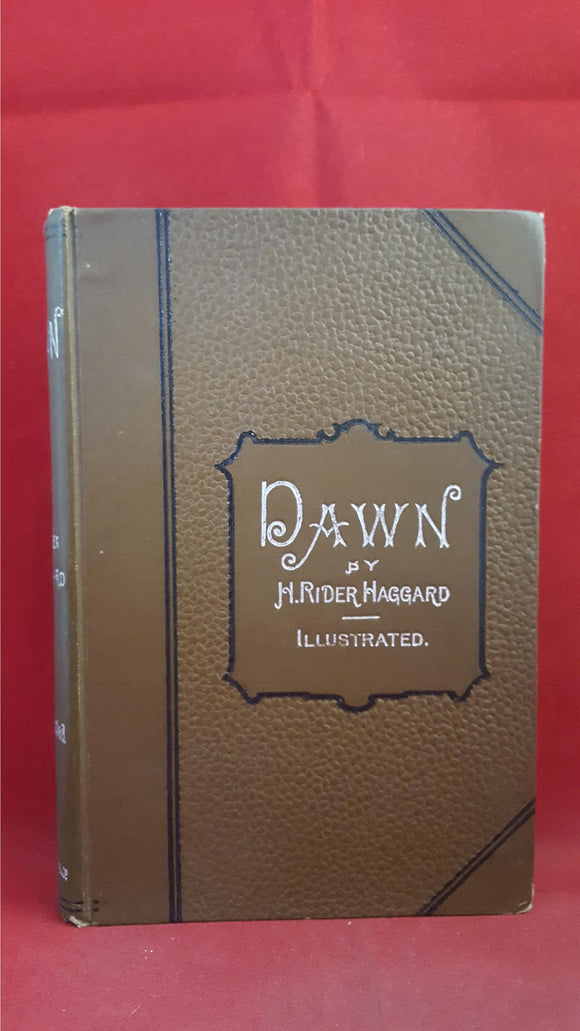 DAWN
BY
H. RIDER HAGGARD
ILLUSTRATED.